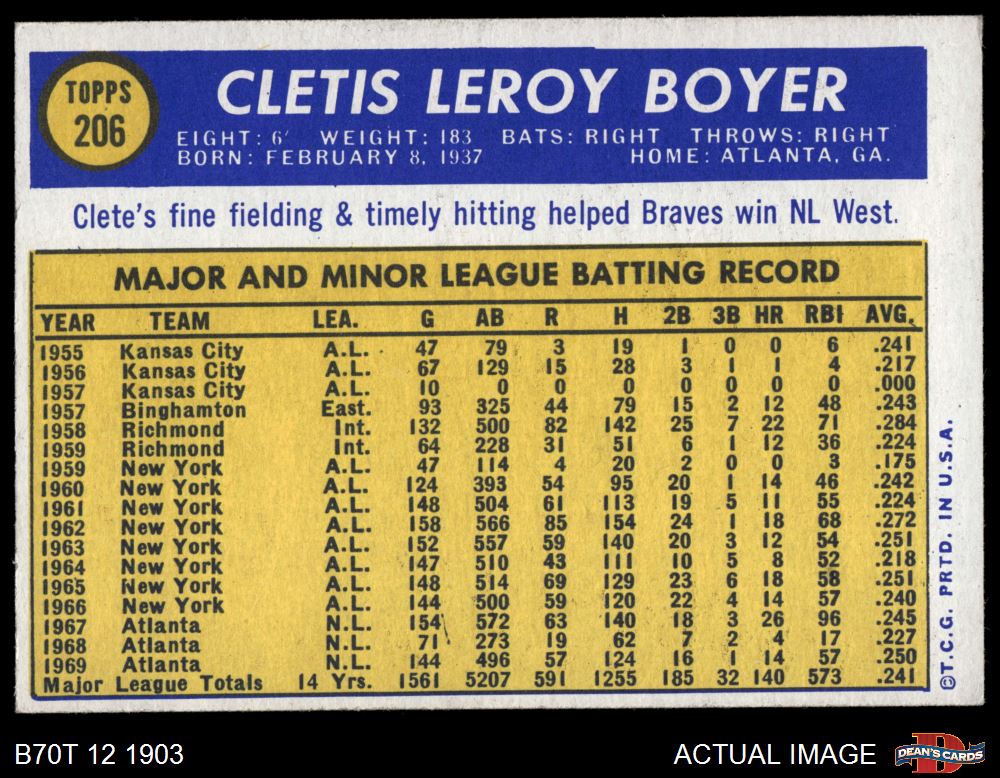 TOPPS
206
CLETIS LEROY BOYER
EIGHT: 6' WEIGHT: 183 BATS: RIGHT THROWS: RIGHT
BORN: FEBRUARY 8, 1937 HOME: ATLANTA, GA.
Clete's fine fielding & timely hitting helped Braves win NL West.
MAJOR AND MINOR LEAGUE BATTING RECORD
YEAR TEAM LEA. G AB R H 2B 3B HR RBI AVG.
1955 Kansas City A.L. 47 79 3 19 1 0 0 6 .241
1956 Kansas City A.L. 67 129 15 28 3 1 1 4 .217
1957 Kansas City A.L. 10 0 0 0 0 0 0 0 .000
1957 Binghamton East. 93 325 44 79 15 2 12 48 .243
1958 Richmond Int. 132 500 82 142 25 7 22 71 .284
1959 Richmond Int. 64 228 31 51 6 1 12 36 .224
1959 New York A.L. 47 114 4 20 2 0 0 3 .175
1960 New York A.L. 124 393 54 95 20 1 14 46 .242
1961 New York A.L. 148 504 61 113 19 5 11 55 .224
1962 New York A.L. 158 566 85 154 24 1 18 68 .272
1963 New York A.L. 152 557 59 140 20 3 12 54 .251
1964 New York A.L. 147 510 43 111 10 5 8 52 .218
1965 New York A.L. 148 514 69 129 23 6 18 58 .251
1966 New York A.L. 144 500 59 120 22 4 14 57 .240
1967 Atlanta N.L. 154 572 63 140 18 3 26 96 .245
1968 Atlanta N.L. 71 273 19 62 7 2 4 17 .227
1969 Atlanta N.L. 144 496 57 124 16 1 14 57 .250
Major League Totals 14 Yrs. 1561 5207 591 1255 185 32 140 573 .241
©T.C.G. PRTD. IN U.S.A.
B70T 12 1903
ACTUAL IMAGE
DEAN'S CARDS